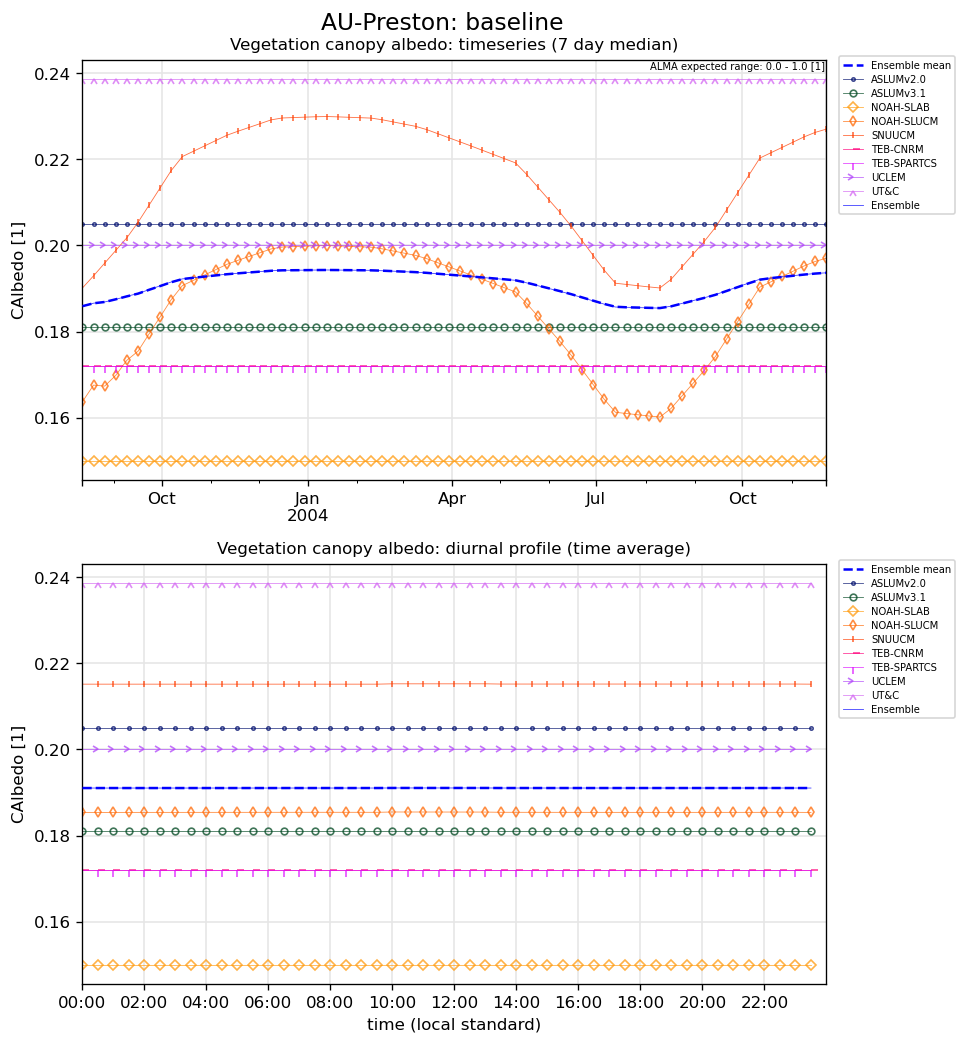 AU-Preston: baseline
Vegetation canopy albedo: timeseries (7 day median)
ALMA expected range: 0.0 - 1.0 [1]
0.24
0.22
0.20
0.18
0.16
CAlbedo [1]
Oct
Jan
2004
Apr
Jul
Oct
Ensemble mean
ASLUMv2.0
ASLUMv3.1
NOAH-SLAB
NOAH-SLUCM
SNUUCM
TEB-CNRM
TEB-SPARTCS
UCLEM
UT&C
Ensemble
Vegetation canopy albedo: diurnal profile (time average)
0.24
0.22
0.20
0.18
0.16
CAlbedo [1]
00:00
02:00
04:00
06:00
08:00
10:00
12:00
14:00
16:00
18:00
20:00
22:00
time (local standard)
Ensemble mean
ASLUMv2.0
ASLUMv3.1
NOAH-SLAB
NOAH-SLUCM
SNUUCM
TEB-CNRM
TEB-SPARTCS
UCLEM
UT&C
Ensemble